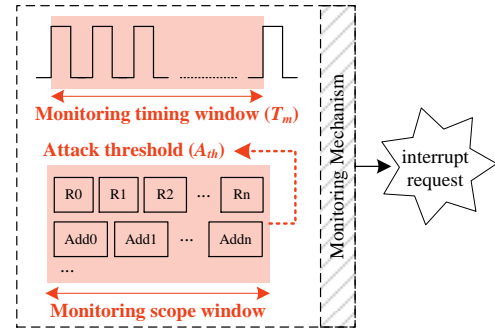 Monitoring timing window (Tm)
Attack threshold (Ath)
R0 R1 R2 ... Rn
Add0 Add1 ... Addn
...
Monitoring scope window
Monitoring Mechanism
interrupt
request